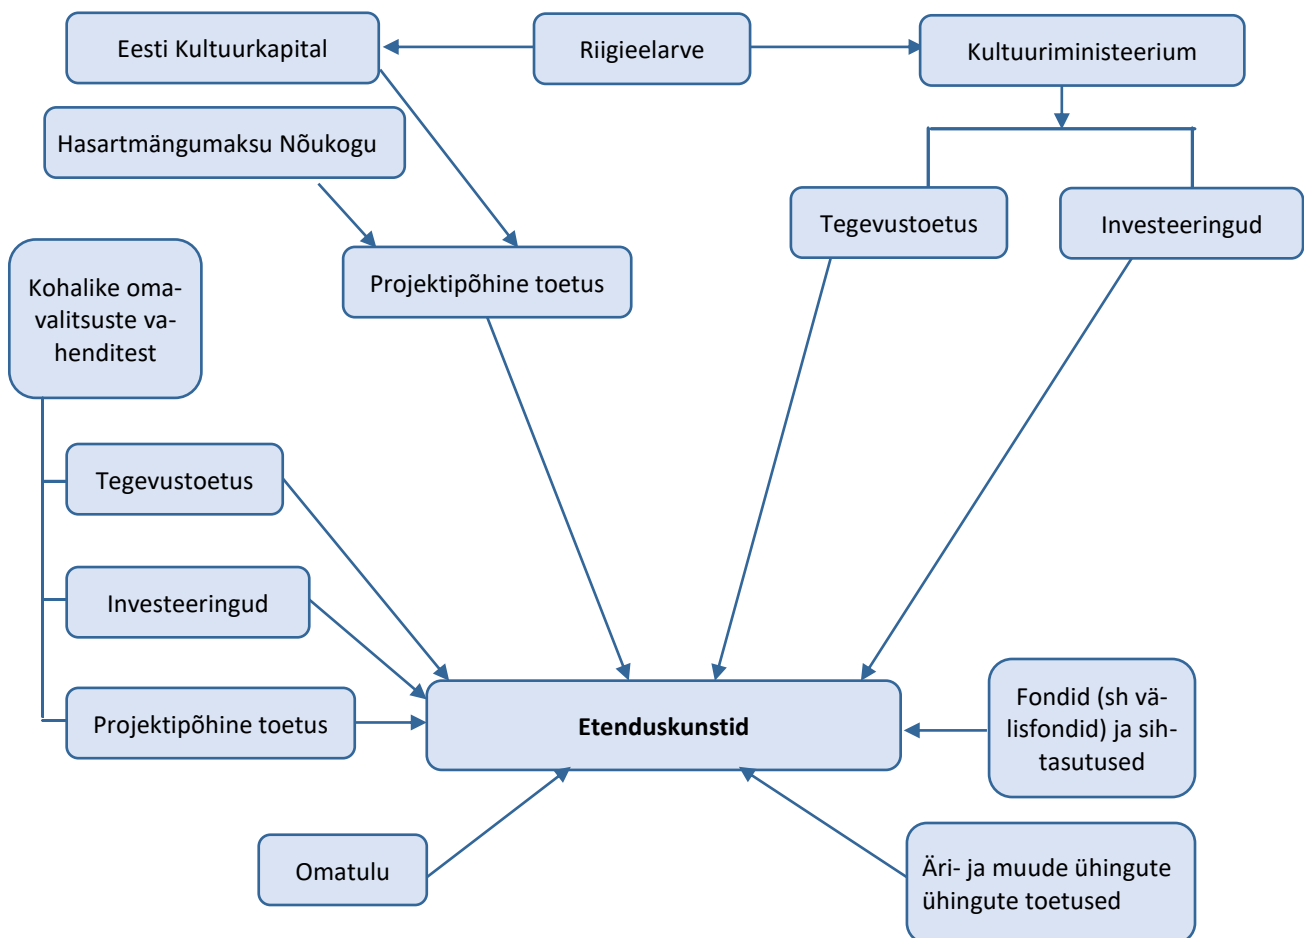 Eesti Kultuurkapital
Riigieelarve
Kultuuriministeerium
Hasartmängumaksu Nõukogu
Tegevustoetus
Investeeringud
Projektipõhine toetus
Kohalike oma-
valitsuste va-
henditest
Tegevustoetus
Investeeringud
Projektipõhine toetus
Etenduskunstid
Fondid (sh vä-
lisfondid) ja sih-
tasutused
Omatulu
Äri- ja muude ühingute
ühingute toetused